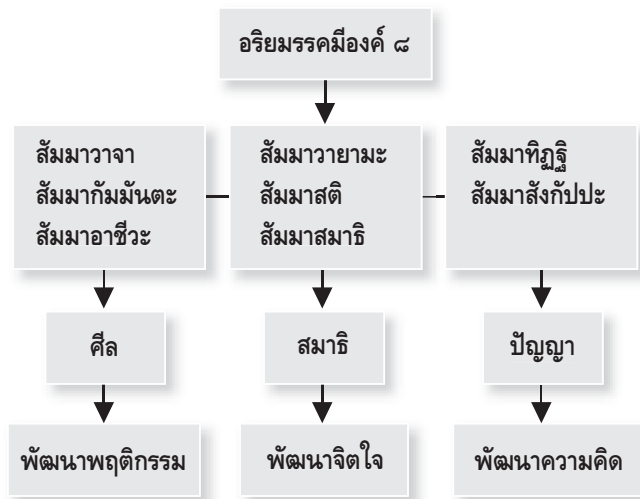 อริยมรรคมีองค์ ๘
สัมมาวาจา
สัมมากัมมันตะ
สัมมาอาชีวะ
สัมมาวายามะ
สัมมาสติ
สัมมาสมาธิ
สัมมาทิฏฐิ
สัมมาสังกัปปะ
ศีล
สมาธิ
ปัญญา
พัฒนาพฤติกรรม
พัฒนาจิตใจ
พัฒนาความคิด